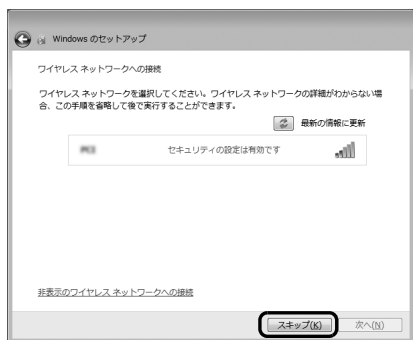 Windows のセットアップ
ワイヤレス ネットワークへの接続
ワイヤレス ネットワークを選択してください。ワイヤレス ネットワークの詳細がわからない場
合、この手順を省略して後で実行することができます。
最新の情報に更新
セキュリティの設定は有効です
非表示のワイヤレス ネットワークへの接続
スキップ(K) 次へ(N)